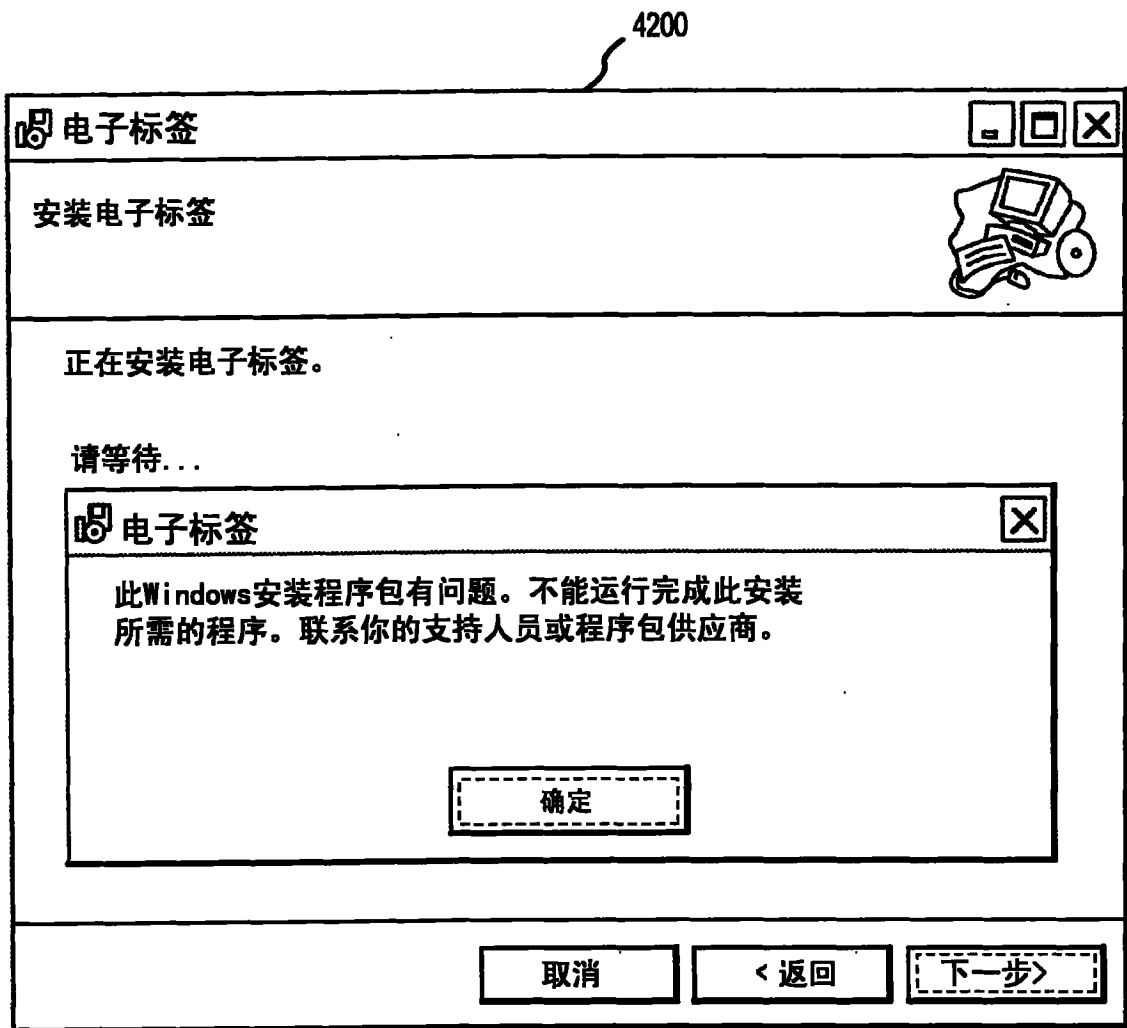 4200
电子标签
安装电子标签
正在安装电子标签。
请等待...
电子标签
此Windows安装程序包有问题。不能运行完成此安装
所需的程序。联系你的支持人员或程序包供应商。
确定
取消
<返回
下一步>